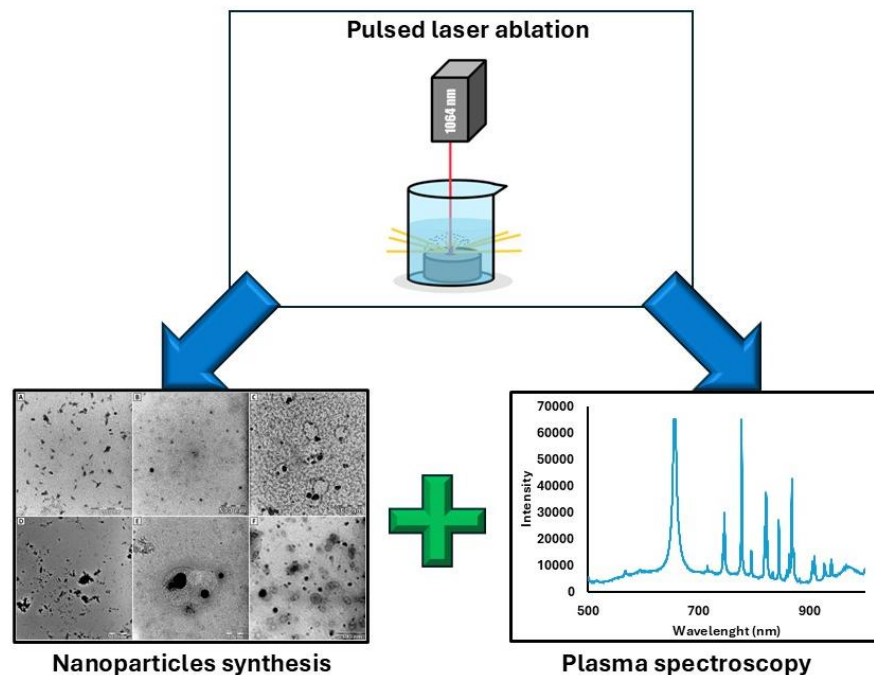 Pulsed laser ablation
1064 nm
A
B
C
D
E
F
70000
60000
50000
40000
30000
20000
10000
0
Intensity
500 700 900
Wavelenght (nm)
Nanoparticles synthesis
Plasma spectroscopy